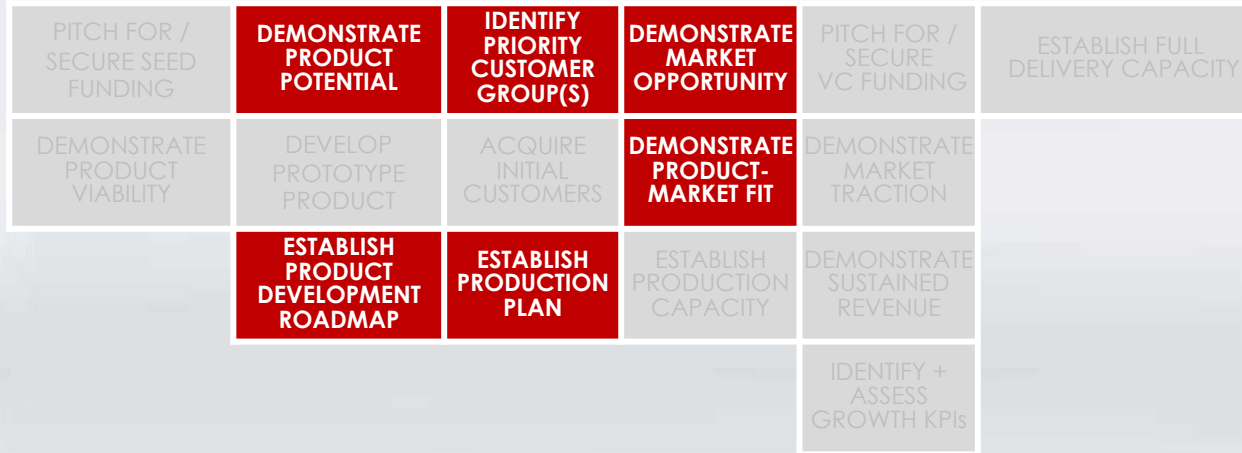 PITCH FOR /
SECURE SEED
FUNDING
DEMONSTRATE
PRODUCT
POTENTIAL
IDENTIFY
PRIORITY
CUSTOMER
GROUP(S)
DEMONSTRATE
MARKET
OPPORTUNITY
PITCH FOR /
SECURE
VC FUNDING
ESTABLISH FULL
DELIVERY CAPACITY
DEMONSTRATE
PRODUCT
VIABILITY
DEVELOP
PROTOTYPE
PRODUCT
ACQUIRE
INITIAL
CUSTOMERS
DEMONSTRATE
PRODUCT-
MARKET FIT
DEMONSTRATE
MARKET
TRACTION
ESTABLISH
PRODUCT
DEVELOPMENT
ROADMAP
ESTABLISH
PRODUCTION
PLAN
ESTABLISH
PRODUCTION
CAPACITY
DEMONSTRATE
SUSTAINED
REVENUE
IDENTIFY +
ASSESS
GROWTH KPIs